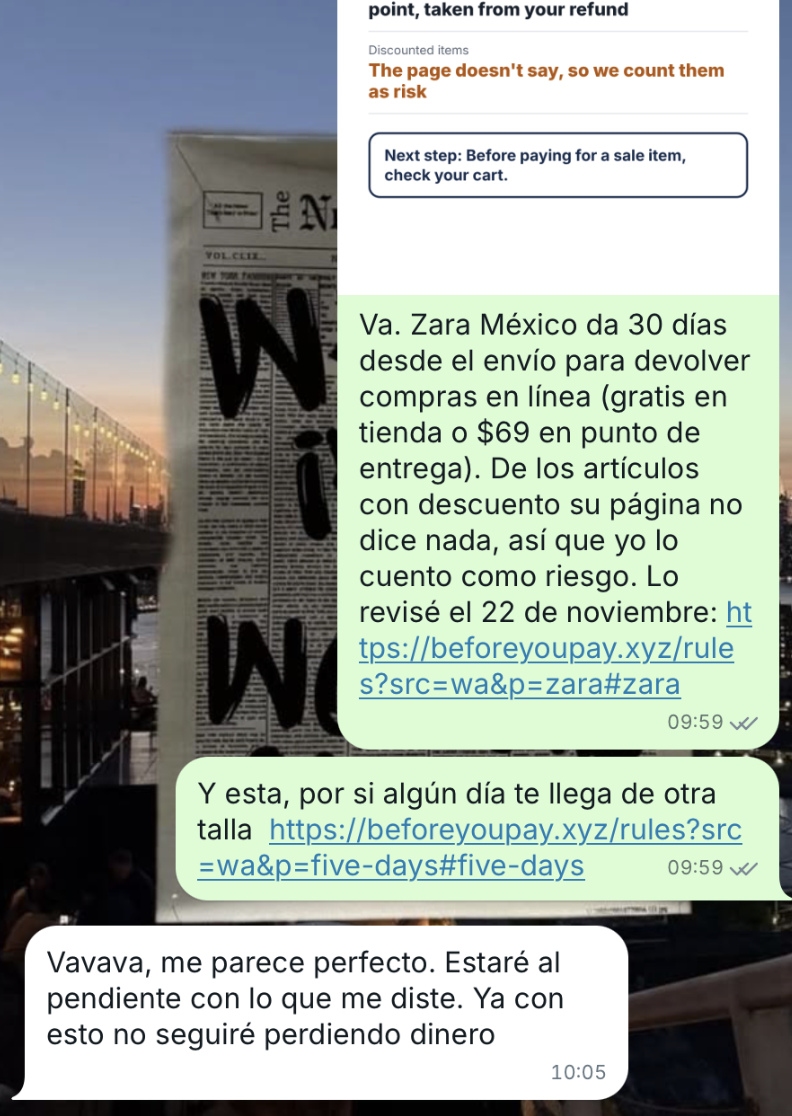 point, taken from your refund
Discounted items
The page doesn't say, so we count them
as risk
Next step: Before paying for a sale item,
check your cart.
The
VOL.CLIX..
Va. Zara México da 30 días
desde el envío para devolver
compras en línea (gratis en
tienda o $69 en punto de
entrega). De los artículos
con descuento su página no
dice nada, así que yo lo
cuento como riesgo. Lo
revisé el 22 de noviembre: ht
tps://beforeyoupay.xyz/rule
s?src=wa&p=zara#zara
09:59
Y esta, por si algún día te llega de otra
talla https://beforeyoupay.xyz/rules?src
=wa&p=five-days#five-days
09:59
Vavava, me parece perfecto. Estaré al
pendiente con lo que me diste. Ya con
esto no seguiré perdiendo dinero
10:05